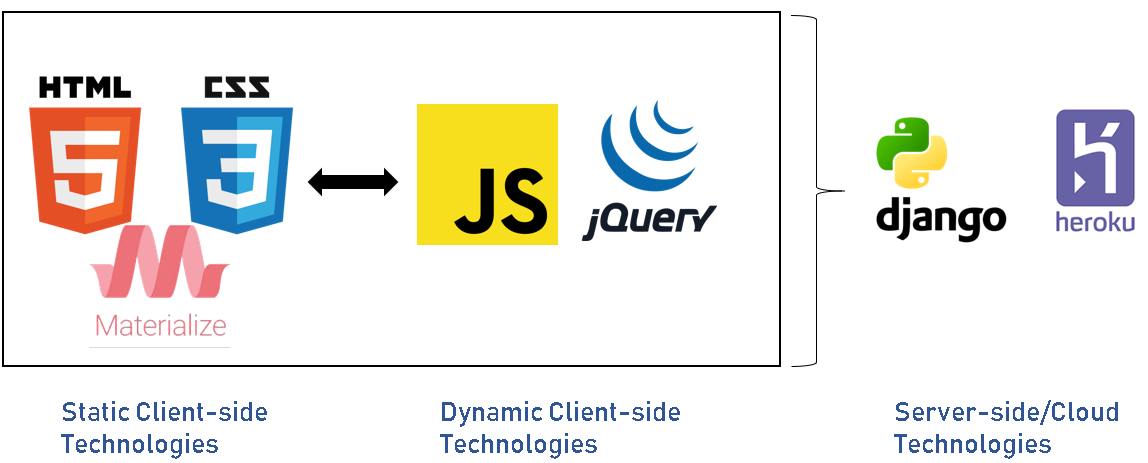 HTML
CSS
5
3
JS
jQuery
django
heroku
Materialize
Static Client-side
Technologies
Dynamic Client-side
Technologies
Server-side/Cloud
Technologies